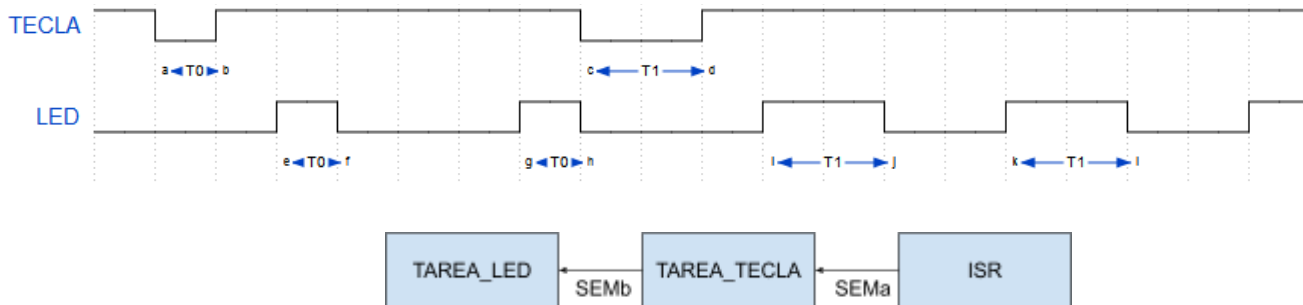 TECLA
a T0 b
c T1 d
LED
e T0 f
g T0 h
i T1 j
k T1 l
TAREA_LED
SEMb
TAREA_TECLA
SEMa
ISR